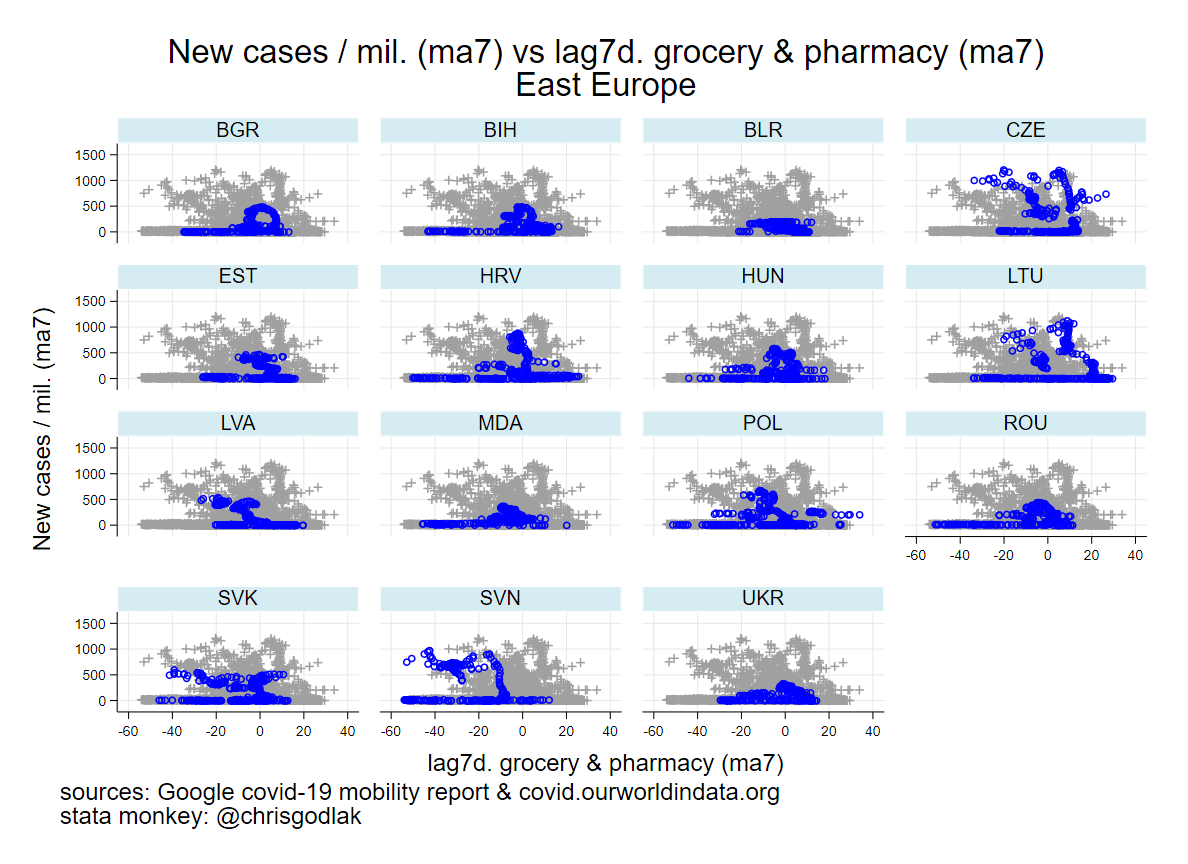 New cases / mil. (ma7) vs lag7d. grocery & pharmacy (ma7)
East Europe
BGR
BIH
BLR
CZE
1500
1000
500
0
EST
HRV
HUN
LTU
1500
1000
500
0
New cases / mil. (ma7)
LVA
MDA
POL
ROU
1500
1000
500
0
-60 -40 -20 0 20 40
SVK
SVN
UKR
1500
1000
500
0
-60 -40 -20 0 20 40
-60 -40 -20 0 20 40
-60 -40 -20 0 20 40
lag7d. grocery & pharmacy (ma7)
sources: Google covid-19 mobility report & covid.ourworldindata.org
stata monkey: @chrisgodlak